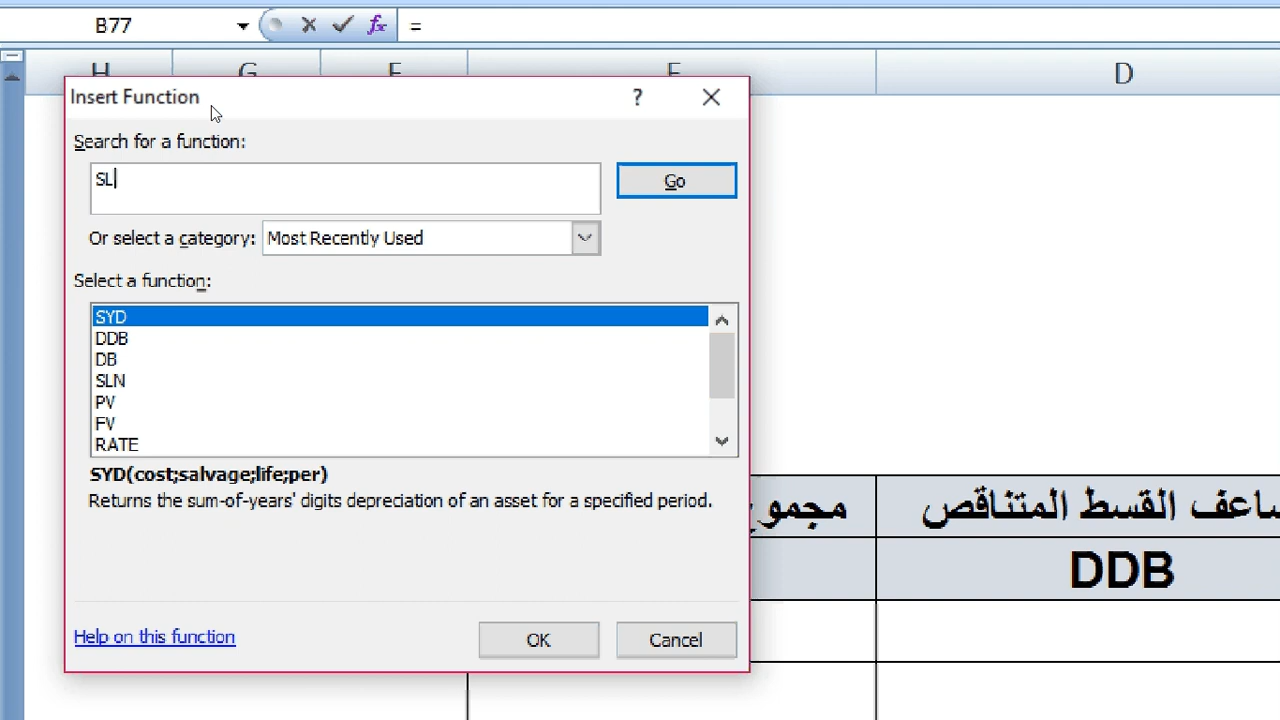 B77
=
H G F E D
Insert Function
?
Search for a function:
SL
Go
Or select a category: Most Recently Used
Select a function:
SYD
DDB
DB
SLN
PV
FV
RATE
SYD(cost;salvage;life;per)
Returns the sum-of-years' digits depreciation of an asset for a specified period.
Help on this function
OK
Cancel
القسط المتناقص
مجموع
DDB